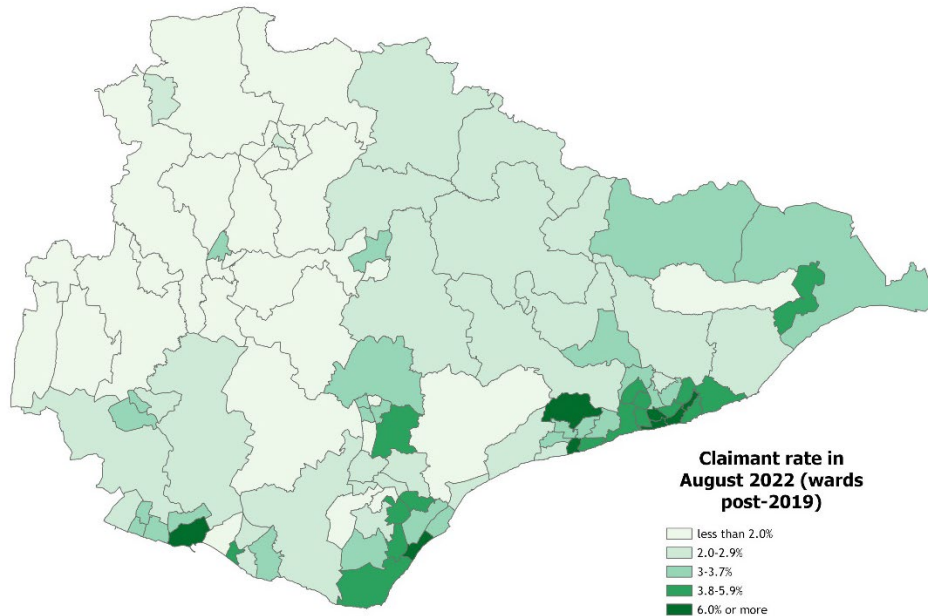 Claimant rate in
August 2022 (wards
post-2019)
less than 2.0%
2.0-2.9%
3-3.7%
3.8-5.9%
6.0% or more